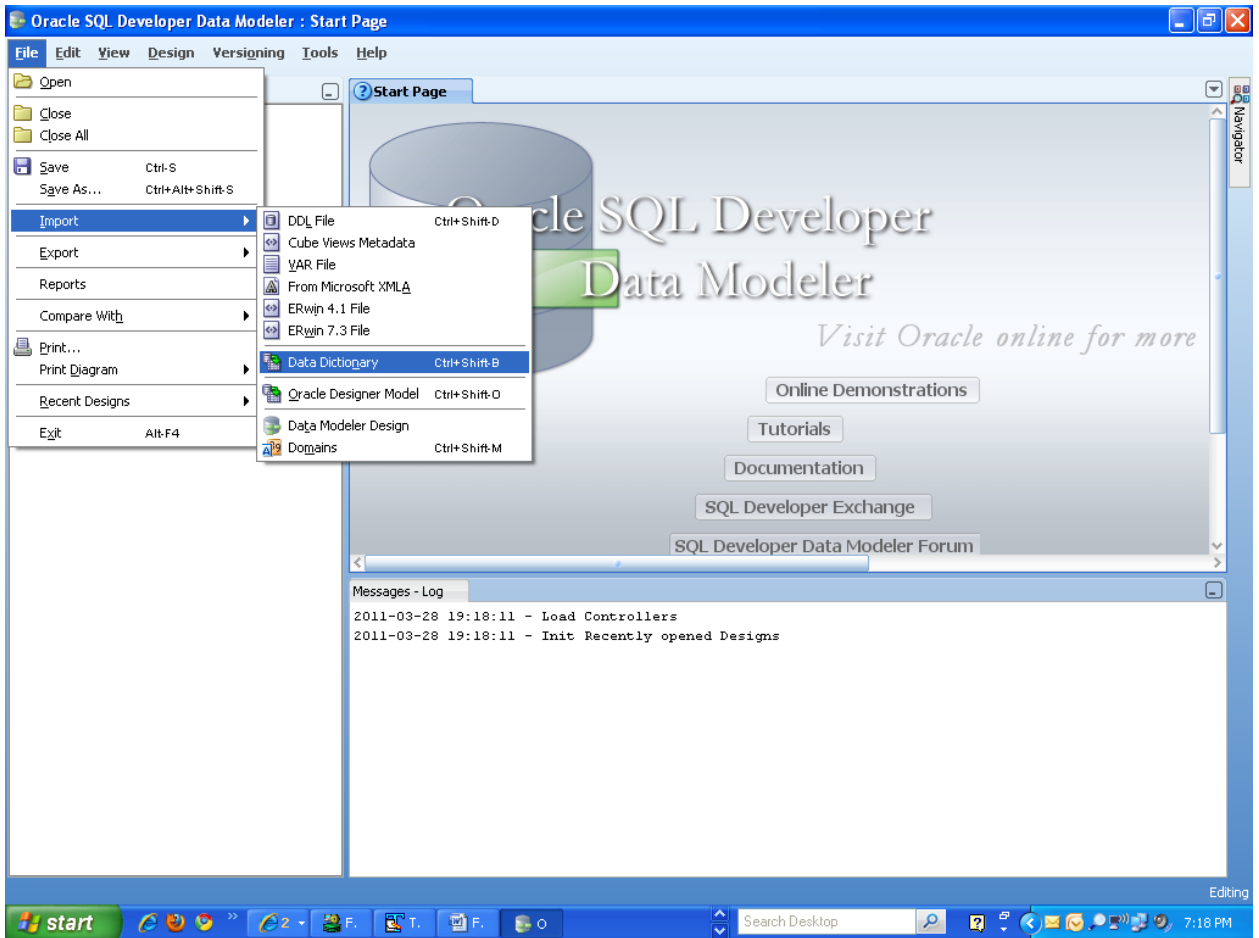 Oracle SQL Developer Data Modeler : Start Page
File Edit View Design Versioning Tools Help
Open
Close
Close All
Save Ctrl-S
Save As... Ctrl+Alt+Shift-S
Import
Export
Reports
Compare With
Print...
Print Diagram
Recent Designs
Exit Alt-F4
DDL File Ctrl+Shift-D
Cube Views Metadata
VAR File
From Microsoft XMLA
ERwin 4.1 File
ERwin 7.3 File
Data Dictionary Ctrl+Shift-B
Oracle Designer Model Ctrl+Shift-O
Data Modeler Design
Domains Ctrl+Shift-M
Start Page
Navigator
Oracle SQL Developer
Data Modeler
Visit Oracle online for more
Online Demonstrations
Tutorials
Documentation
SQL Developer Exchange
SQL Developer Data Modeler Forum
Messages - Log
2011-03-28 19:18:11 - Load Controllers
2011-03-28 19:18:11 - Init Recently opened Designs
Editing
start 2 F. T. F. O Search Desktop 7:18 PM